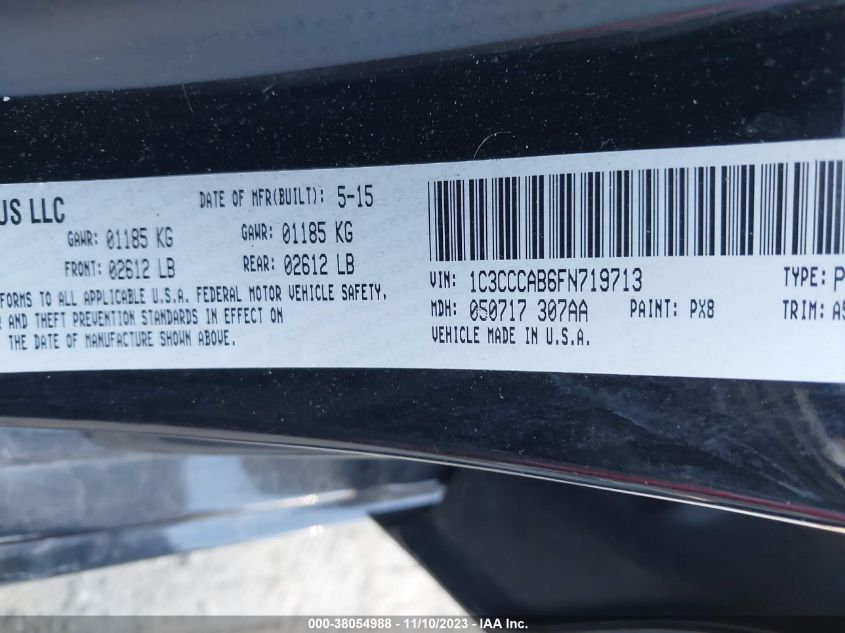 US LLC
DATE OF MFR(BUILT): 5-15
GAWR: 01185 KG GAWR: 01185 KG
FRONT: 02612 LB REAR: 02612 LB
TO ALL APPLICABLE U.S.A. FEDERAL MOTOR VEHICLE SAFETY,
AND THEFT PREVENTION STANDARDS IN EFFECT ON
THE DATE OF MANUFACTURE SHOWN ABOVE.
VIN: 1C3CCCAB6FN719713 TYPE:
MDH: 050717 307AA PAINT: PX8 TRIM:
VEHICLE MADE IN U.S.A.
000-38054988 - 11/10/2023 - IAA Inc.